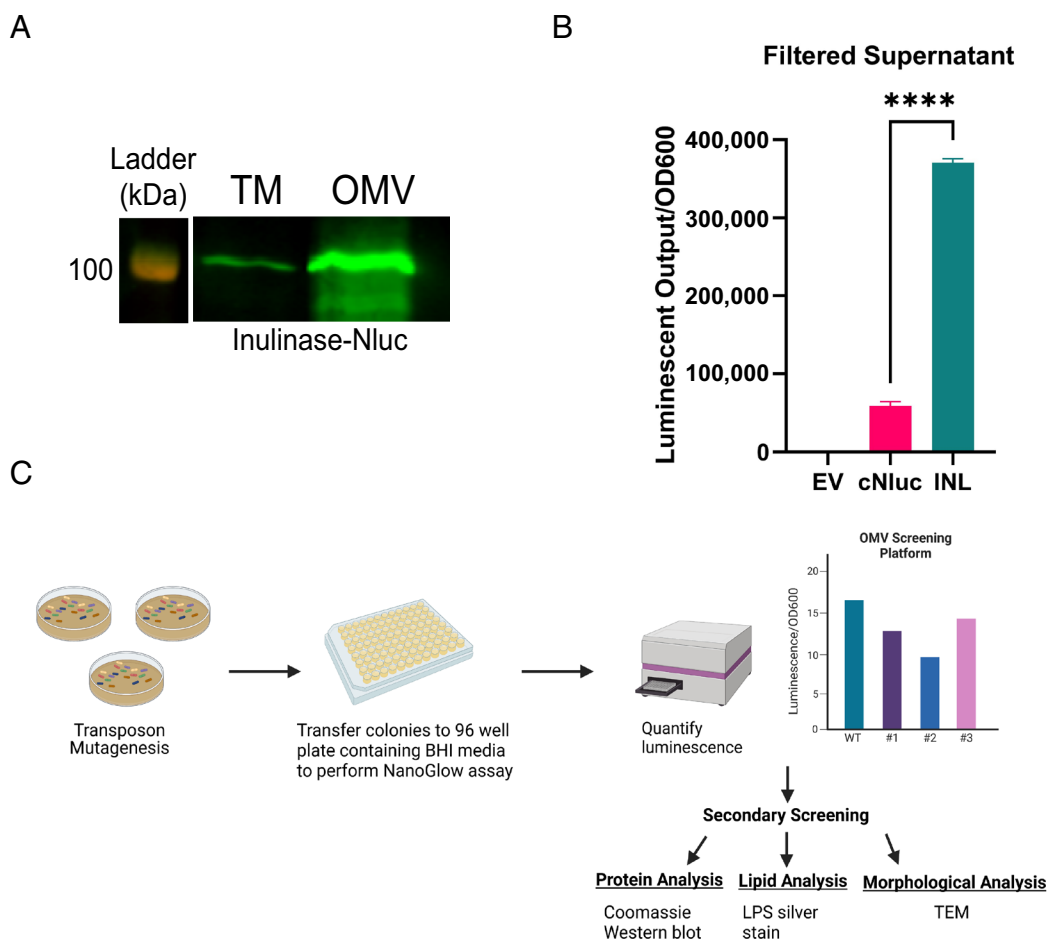 A
Ladder
(kDa)
TM
OMV
100
Inulinase-Nluc
B
Filtered Supernatant
****
Luminescent Output/OD600
400,000
300,000
200,000
100,000
0
EV cNluc INL
C
Transposon
Mutagenesis
Transfer colonies to 96 well
plate containing BHI media
to perform NanoGlow assay
Quantify
luminescence
OMV Screening
Platform
Luminescence/OD600
20
15
10
5
0
WT #1 #2 #3
Secondary Screening
Protein Analysis
Coomassie
Western blot
Lipid Analysis
LPS silver
stain
Morphological Analysis
TEM